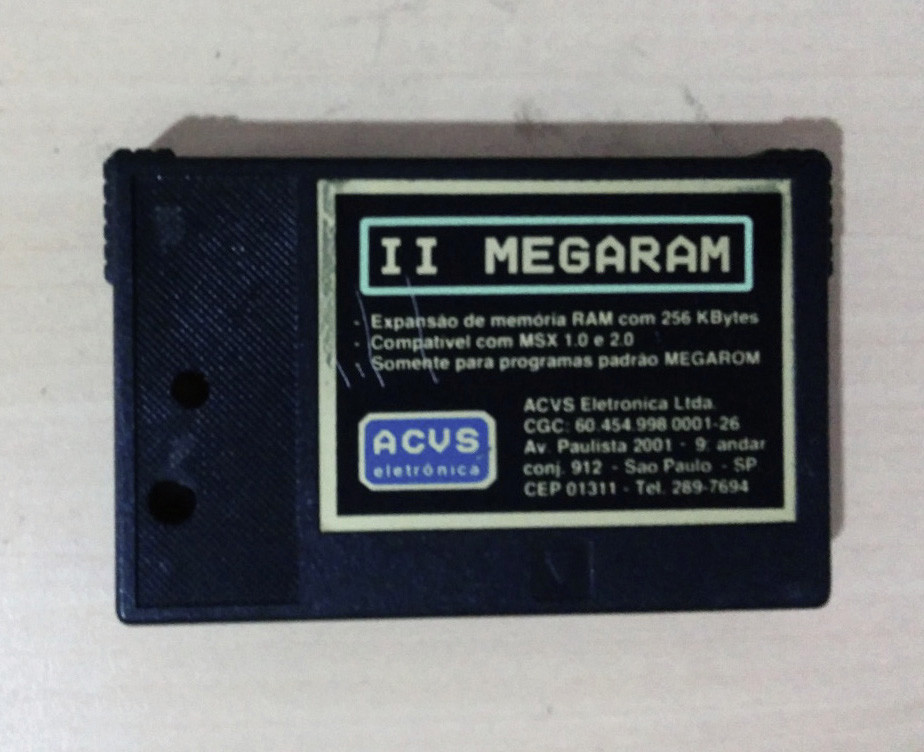 II MEGARAM
- Expansão de memória RAM com 256 KBytes
- Compativel com MSX 1.0 e 2.0
- Somente para programas padrão MEGAROM
ACVS
eletrônica
ACVS Eletronica Ltda.
CGC: 60.454.998 0001-26
Av. Paulista 2001 - 9. andar
conj. 912 - Sao Paulo - SP
CEP 01311 - Tel. 289-7694